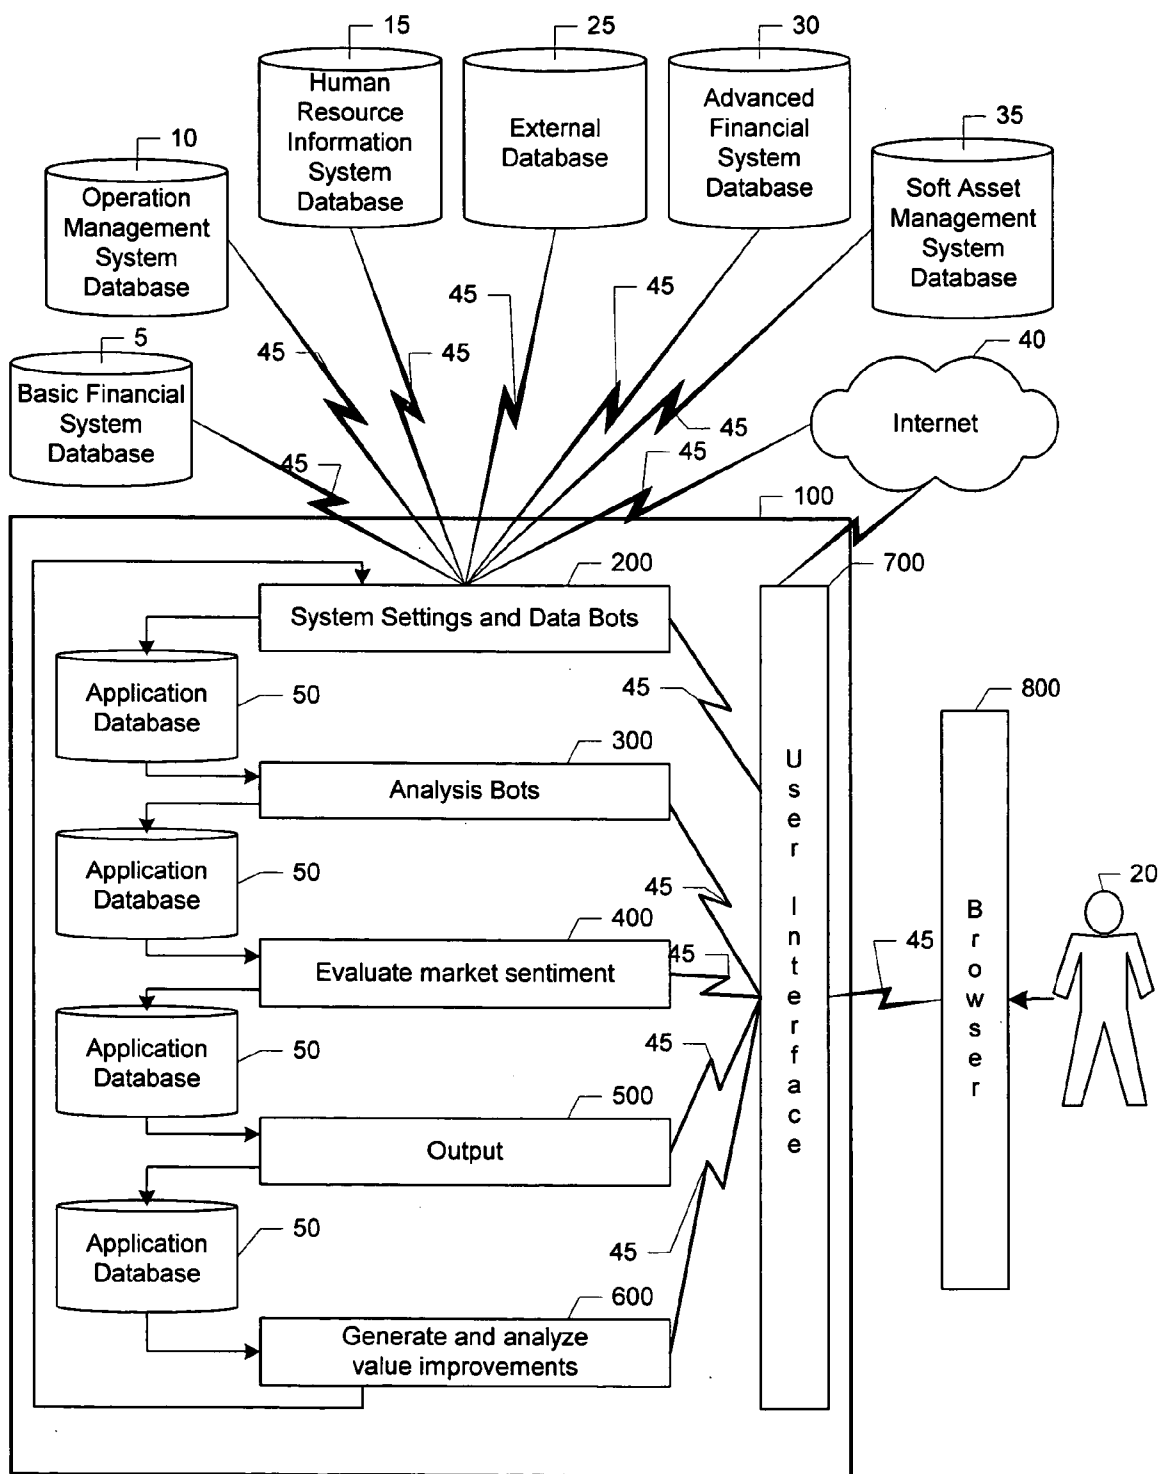 15
25
30
Human
Resource
Information
System
Database
External
Database
Advanced
Financial
System
Database
10
35
Operation
Management
System
Database
Soft Asset
Management
System
Database
45
45
45
45
45
5
40
Basic Financial
System
Database
Internet
45
45
100
200
700
System Settings and Data Bots
Application
Database
50
45
800
300
Analysis Bots
Application
Database
50
45
400
Evaluate market sentiment
45
User Interface
Browser
20
45
Application
Database
50
45
500
Output
Application
Database
50
45
600
Generate and analyze
value improvements